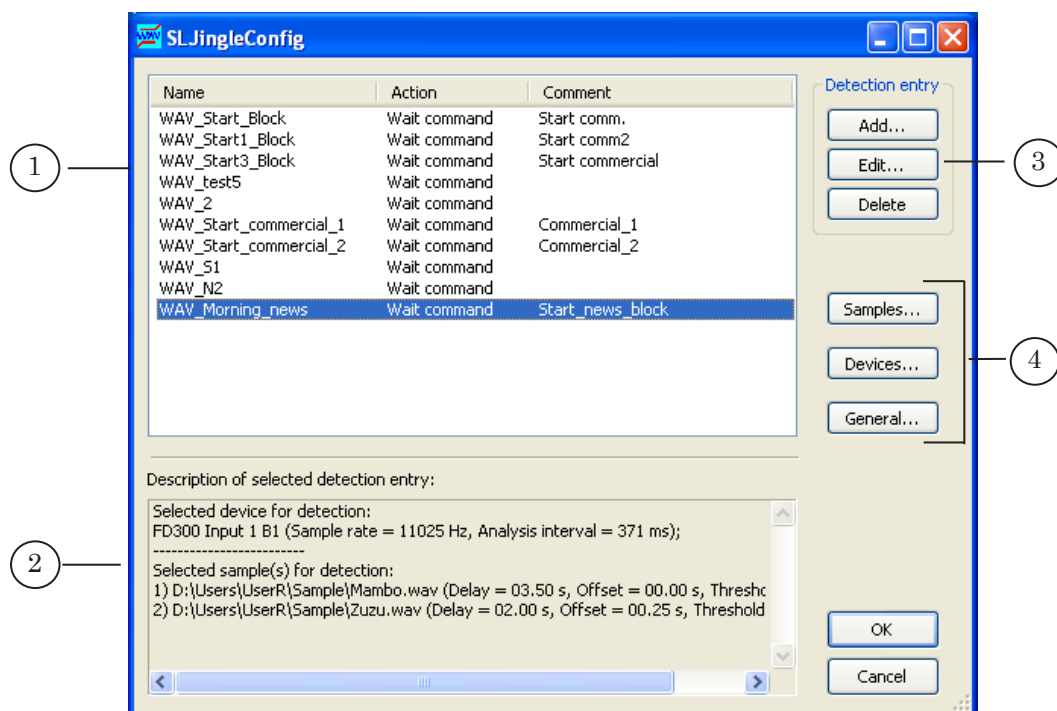 SLJingleConfig
Name Action Comment
WAV_Start_Block Wait command Start comm.
WAV_Start1_Block Wait command Start comm2
WAV_Start3_Block Wait command Start commercial
WAV_test5 Wait command
WAV_2 Wait command
WAV_Start_commercial_1 Wait command Commercial_1
WAV_Start_commercial_2 Wait command Commercial_2
WAV_S1 Wait command
WAV_N2 Wait command
WAV_Morning_news Wait command Start_news_block
Detection entry
Add...
Edit...
Delete
Samples...
Devices...
General...
Description of selected detection entry:
Selected device for detection:
FD300 Input 1 B1 (Sample rate = 11025 Hz, Analysis interval = 371 ms);
-------------------------
Selected sample(s) for detection:
1) D:\Users\UserR\Sample\Mambo.wav (Delay = 03.50 s, Offset = 00.00 s, Thresho
2) D:\Users\UserR\Sample\Zuzu.wav (Delay = 02.00 s, Offset = 00.25 s, Threshold
OK
Cancel
1
2
3
4